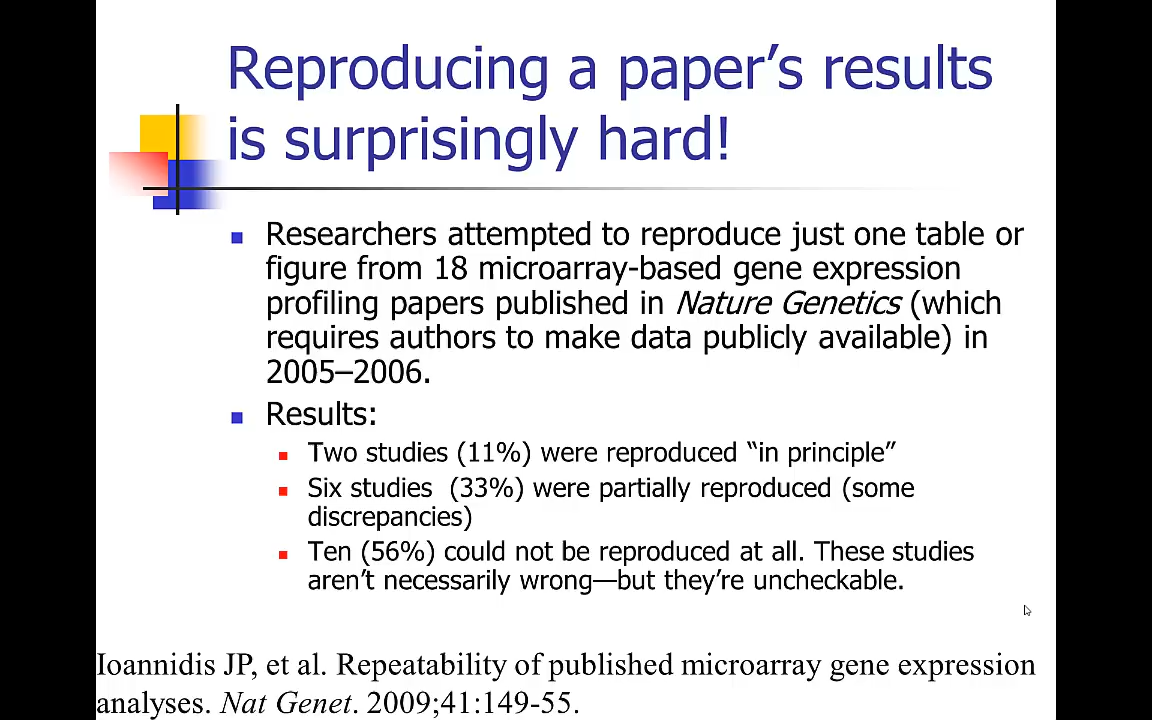 Reproducing a paper’s results
is surprisingly hard!
Researchers attempted to reproduce just one table or
figure from 18 microarray-based gene expression
profiling papers published in Nature Genetics (which
requires authors to make data publicly available) in
2005–2006.
Results:
Two studies (11%) were reproduced “in principle”
Six studies (33%) were partially reproduced (some
discrepancies)
Ten (56%) could not be reproduced at all. These studies
aren’t necessarily wrong—but they’re uncheckable.
Ioannidis JP, et al. Repeatability of published microarray gene expression
analyses. Nat Genet. 2009;41:149-55.